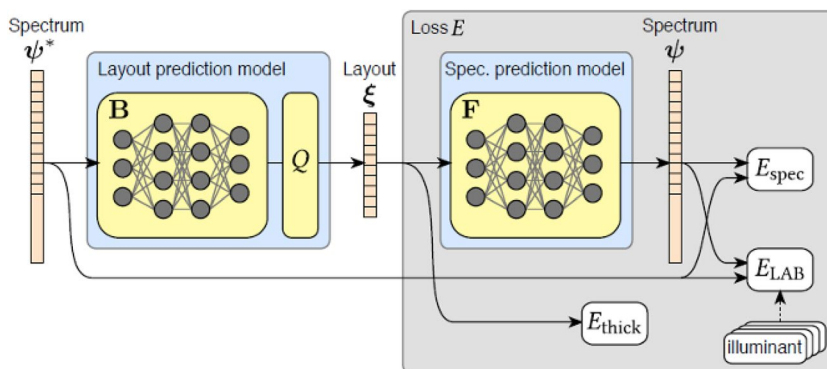 Spectrum
ψ*
Layout prediction model
B
Q
Layout
ξ
Loss E
Spec. prediction model
F
Spectrum
ψ
E_spec
E_LAB
E_thick
illuminant